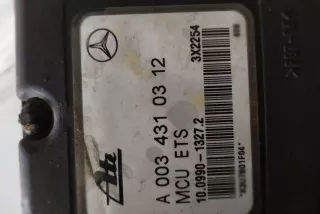 Ate
A 003 431 03 12
MCU ETS
10.0990-1327.2
3X2254